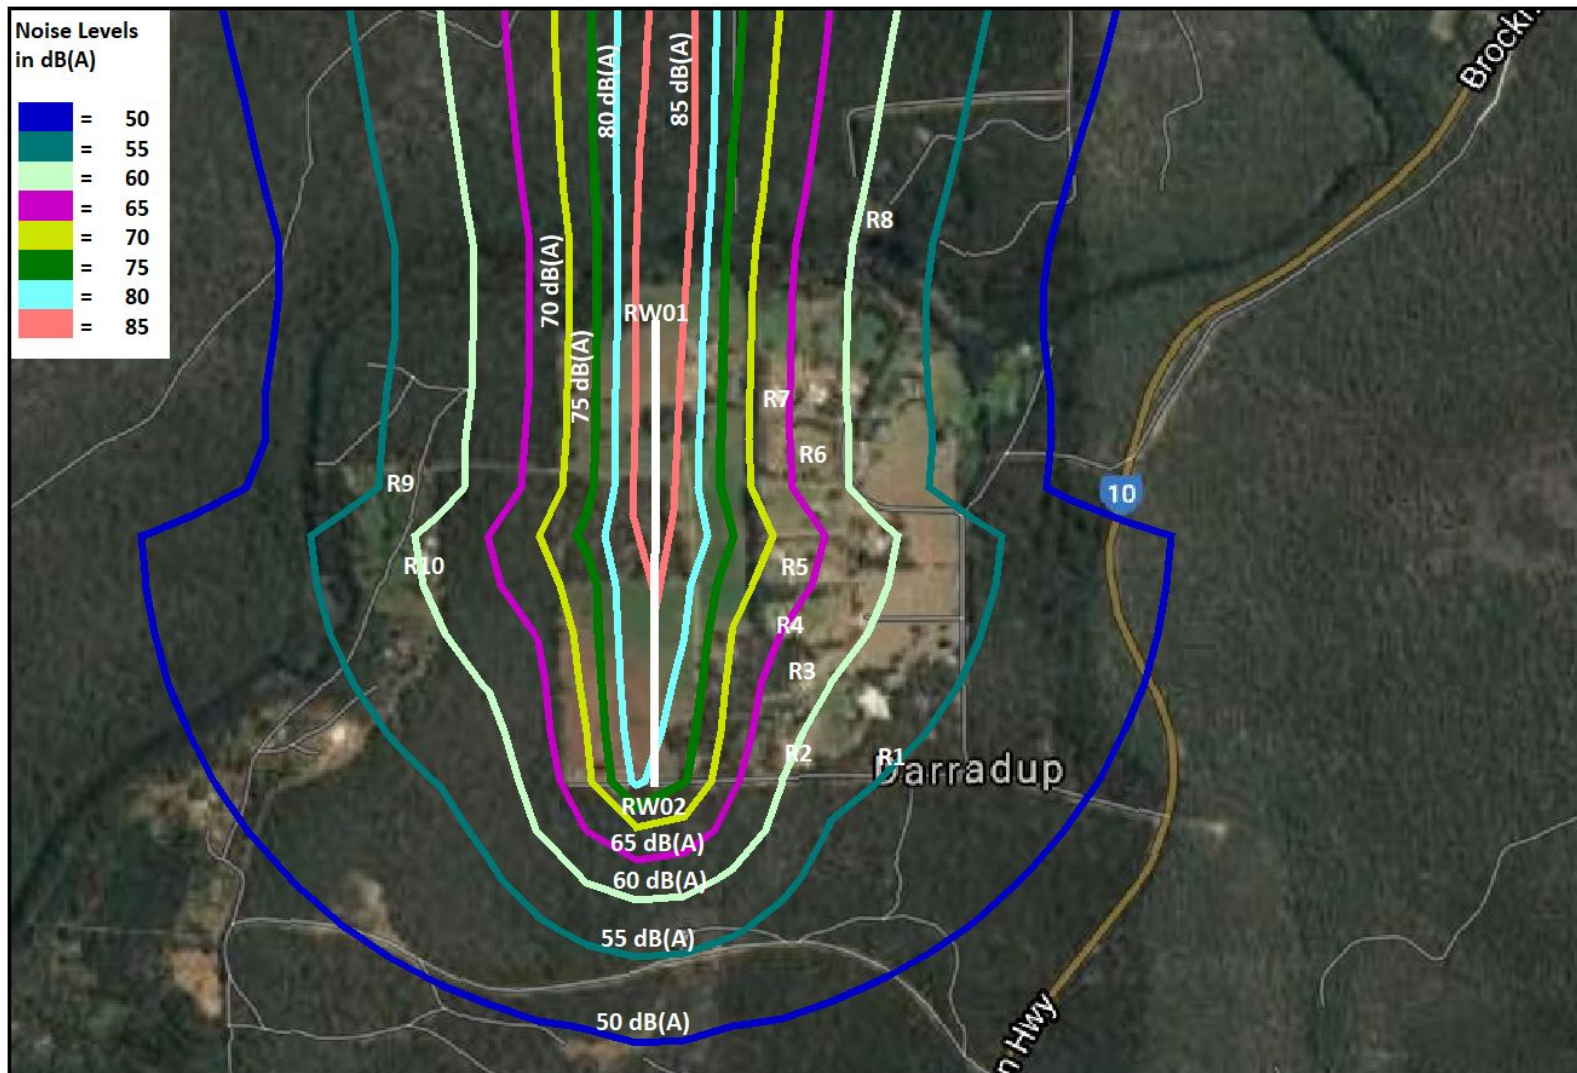 Noise Levels
in dB(A)
= 50
= 55
= 60
= 65
= 70
= 75
= 80
= 85
80 dB(A)
85 dB(A)
Brockm
R8
70 dB(A)
RW01
75 dB(A)
R7
R6
R9
10
R10
R5
R4
R3
R2
R1
Darradup
RW02
65 dB(A)
60 dB(A)
55 dB(A)
50 dB(A)
n Hwy